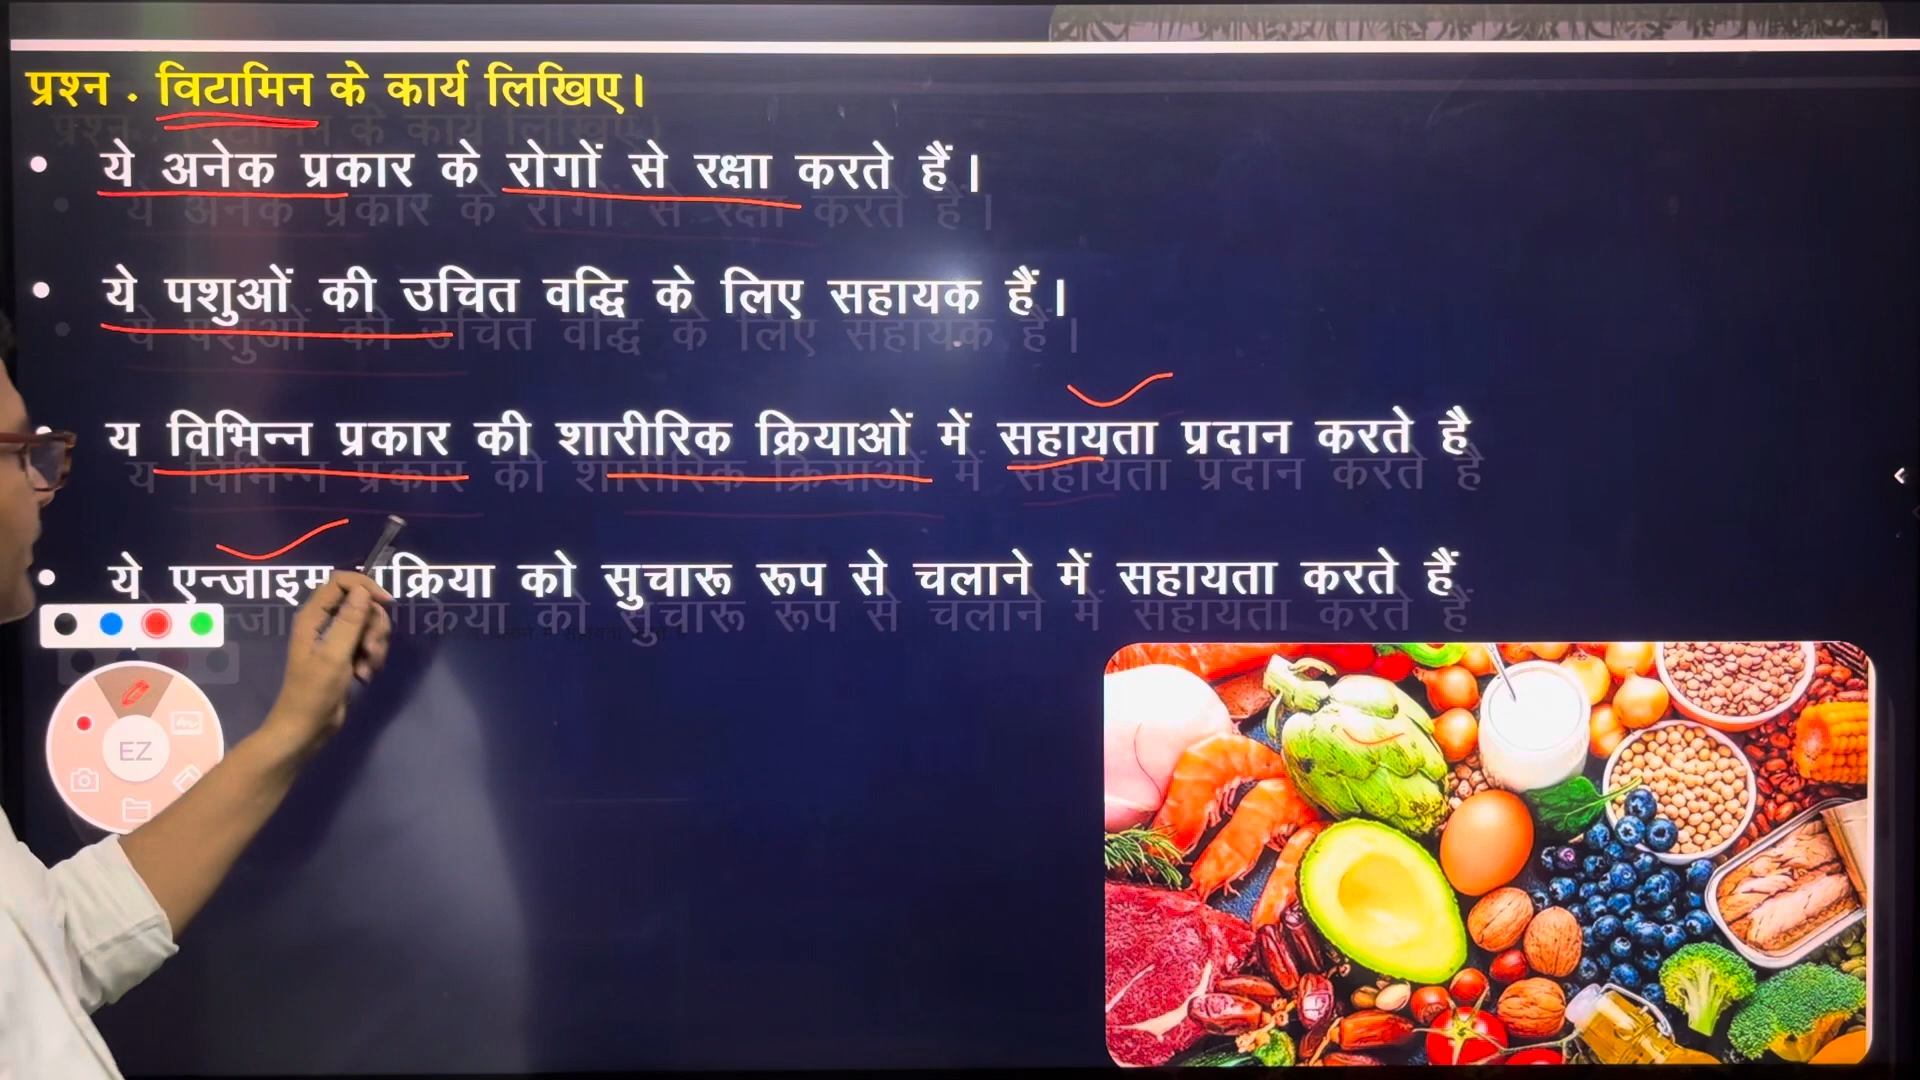 प्रश्न . विटामिन के कार्य लिखिए।
• ये अनेक प्रकार के रोगों से रक्षा करते हैं।
• ये पशुओं की उचित वद्धि के लिए सहायक हैं।
• य विभिन्न प्रकार की शारीरिक क्रियाओं में सहायता प्रदान करते है
• ये एन्जाइम को सुचारू रूप से चलाने में सहायता करते हैं
EZ